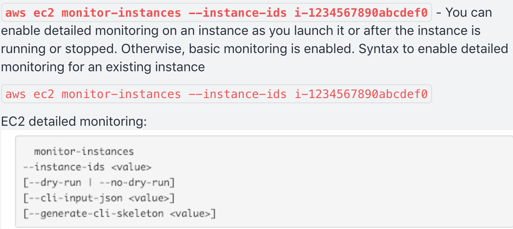 aws ec2 monitor-instances --instance-ids i-1234567890abcdef0 - You can
enable detailed monitoring on an instance as you launch it or after the instance is
running or stopped. Otherwise, basic monitoring is enabled. Syntax to enable detailed
monitoring for an existing instance
aws ec2 monitor-instances --instance-ids i-1234567890abcdef0
EC2 detailed monitoring:
monitor-instances
--instance-ids <value>
[--dry-run | --no-dry-run]
[--cli-input-json <value>]
[--generate-cli-skeleton <value>]